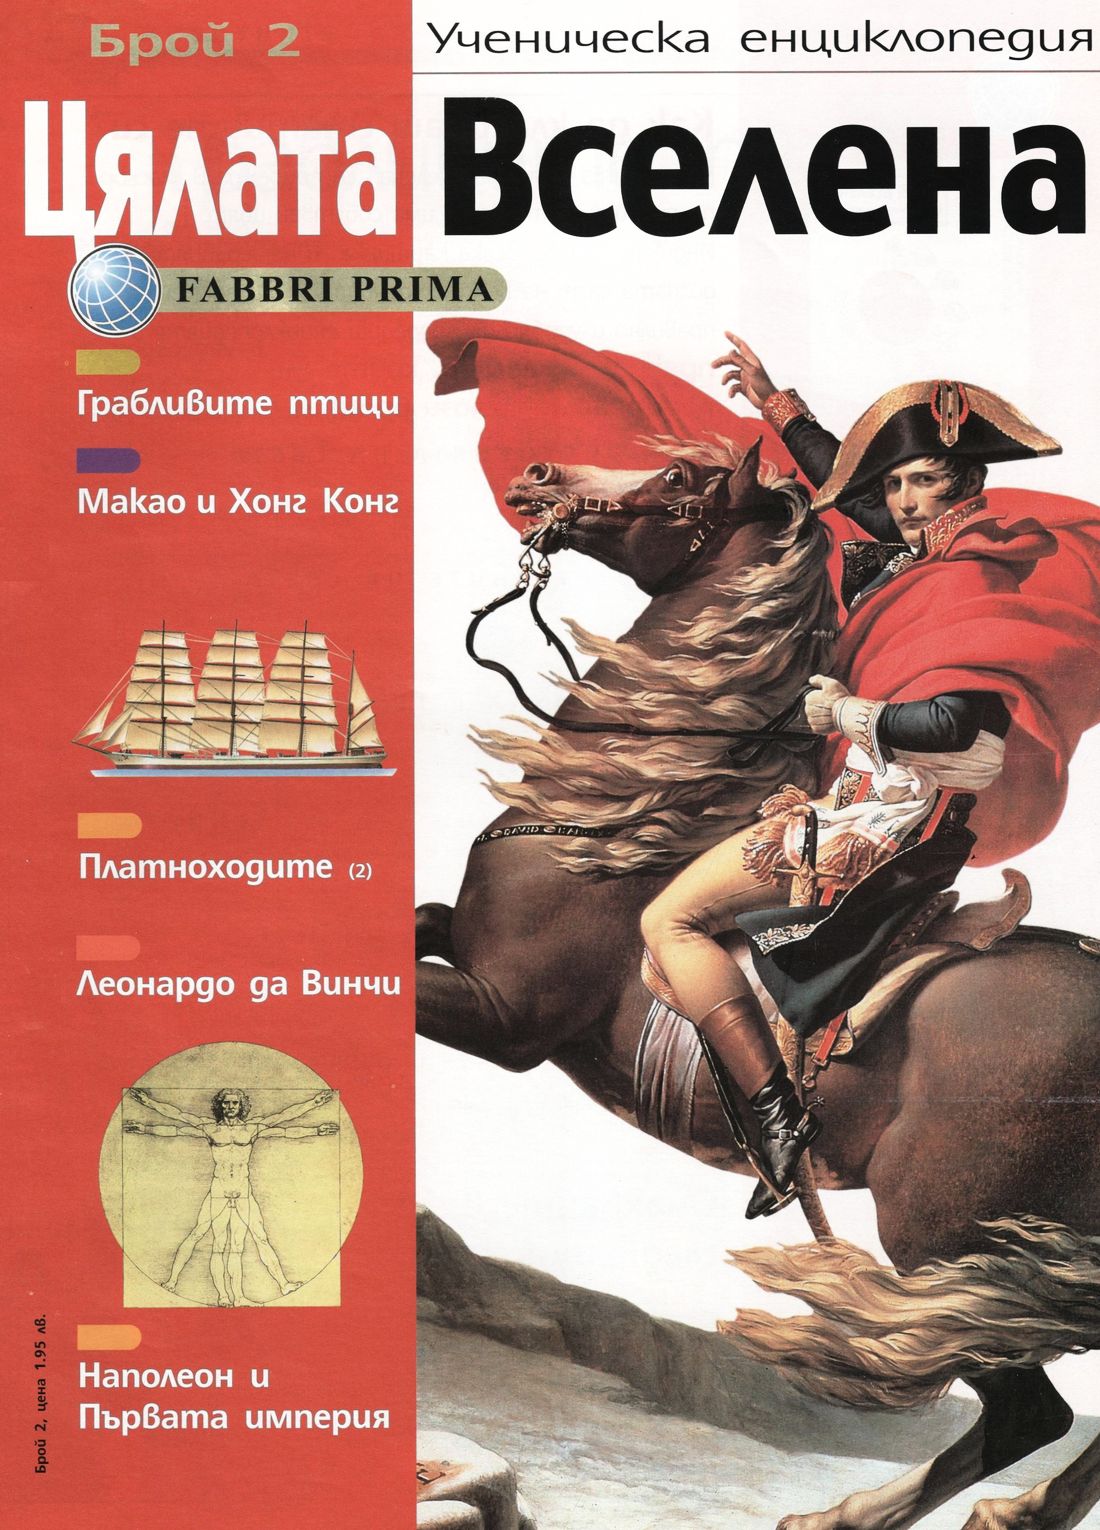 Брой 2
Ученическа енциклопедия
Цялата Вселена
FABBRI PRIMA
Грабливите птици
Макао и Хонг Конг
Платноходите (2)
Леонардо да Винчи
Наполеон и
Първата империя
Брой 2, цена 1.95 лв.